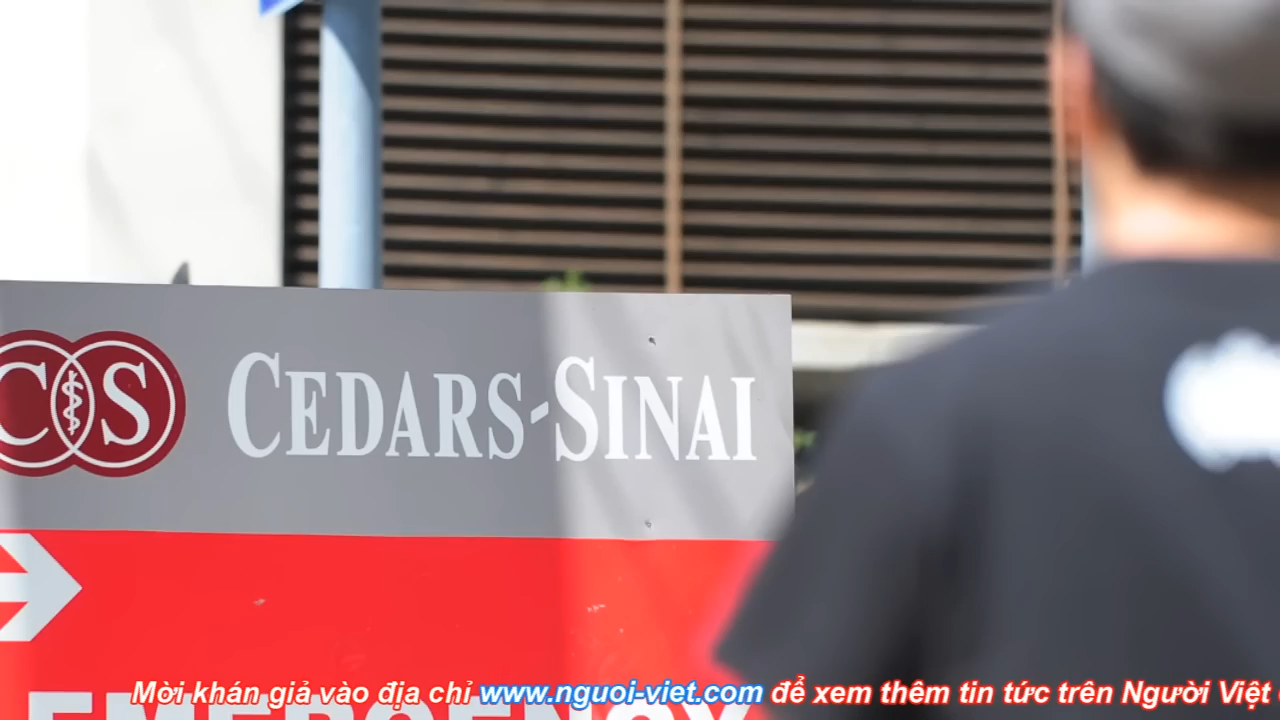 CS CEDARS-SINAI
EMERGENCY
Mời khán giả vào địa chỉ www.nguoi-viet.com để xem thêm tin tức trên Người Việt